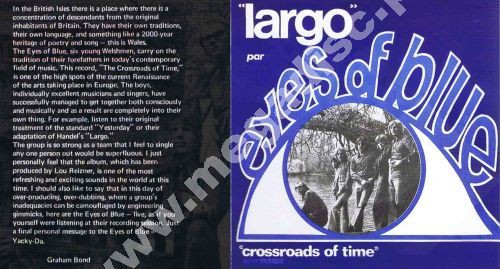 In the British Isles there is a place where there is a
concentration of descendants from the original
inhabitants of Britain. They have their own traditions,
their own language, and something like a 2000-year
heritage of poetry and song – this is Wales.
The Eyes of Blue, six young Welshmen, carry on the
tradition of their forefathers in today's contemporary
field of music. This record, "The Crossroads of Time,"
is one of the high spots of the current Renaissance
of the arts taking place in Europe. The boys,
individually excellent musicians and singers, have
successfully managed to get together both consciously
and musically and as a result are completely into their
own thing. For example, listen to their original
treatment of the standard "Yesterday" or their
adaptation of Handel's "Largo."
The group is so strong as a team that I feel to single
any one person out would be superfluous. I just
personally feel that the album, which has been
produced by Lou Reizner, is one of the most
refreshing and exciting sounds in the world at this
time. I should also like to say that in this day of
over-producing, over-dubbing, where a group's
inadequacies can be camouflaged by engineering
gimmicks, here are the Eyes of Blue – live, as if you
yourself were listening at their recording session. Just
a final personal message to the Eyes of Blue –
Yacky-Da.
Graham Bond
"largo"
par
eyes of blue
"crossroads of time"